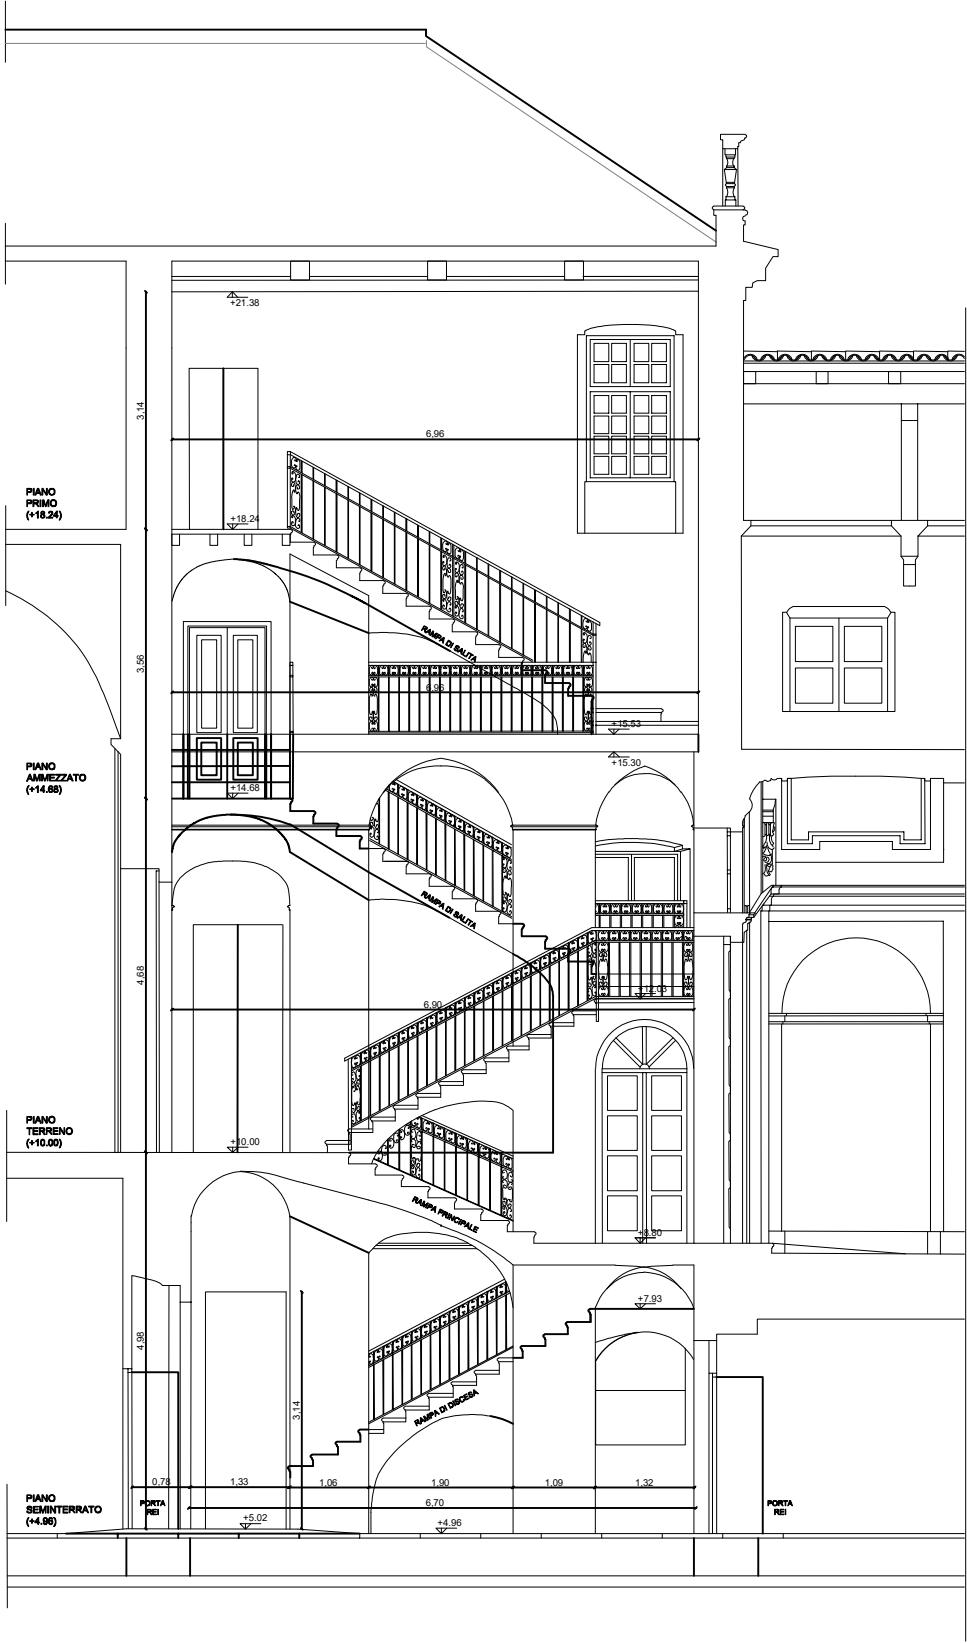 +21.38
3,14
6,96
PIANO
PRIMO
(+18.24)
+18.24
RAMPA DI SALITA
3,56
6,96
+15.53
+15.30
PIANO
AMMEZZATO
(+14.68)
+14.68
RAMPA DI SALITA
4,68
+12.03
6,90
PIANO
TERRENO
(+10.00)
+10.00
RAMPA PRINCIPALE
+8.80
+7.93
4,98
3,14
RAMPA DI DISCESA
0,78
1,33
1,06
1,90
1,09
1,32
PIANO
SEMINTERRATO
(+4.96)
PORTA
REI
6,70
PORTA
REI
+5.02
+4.96